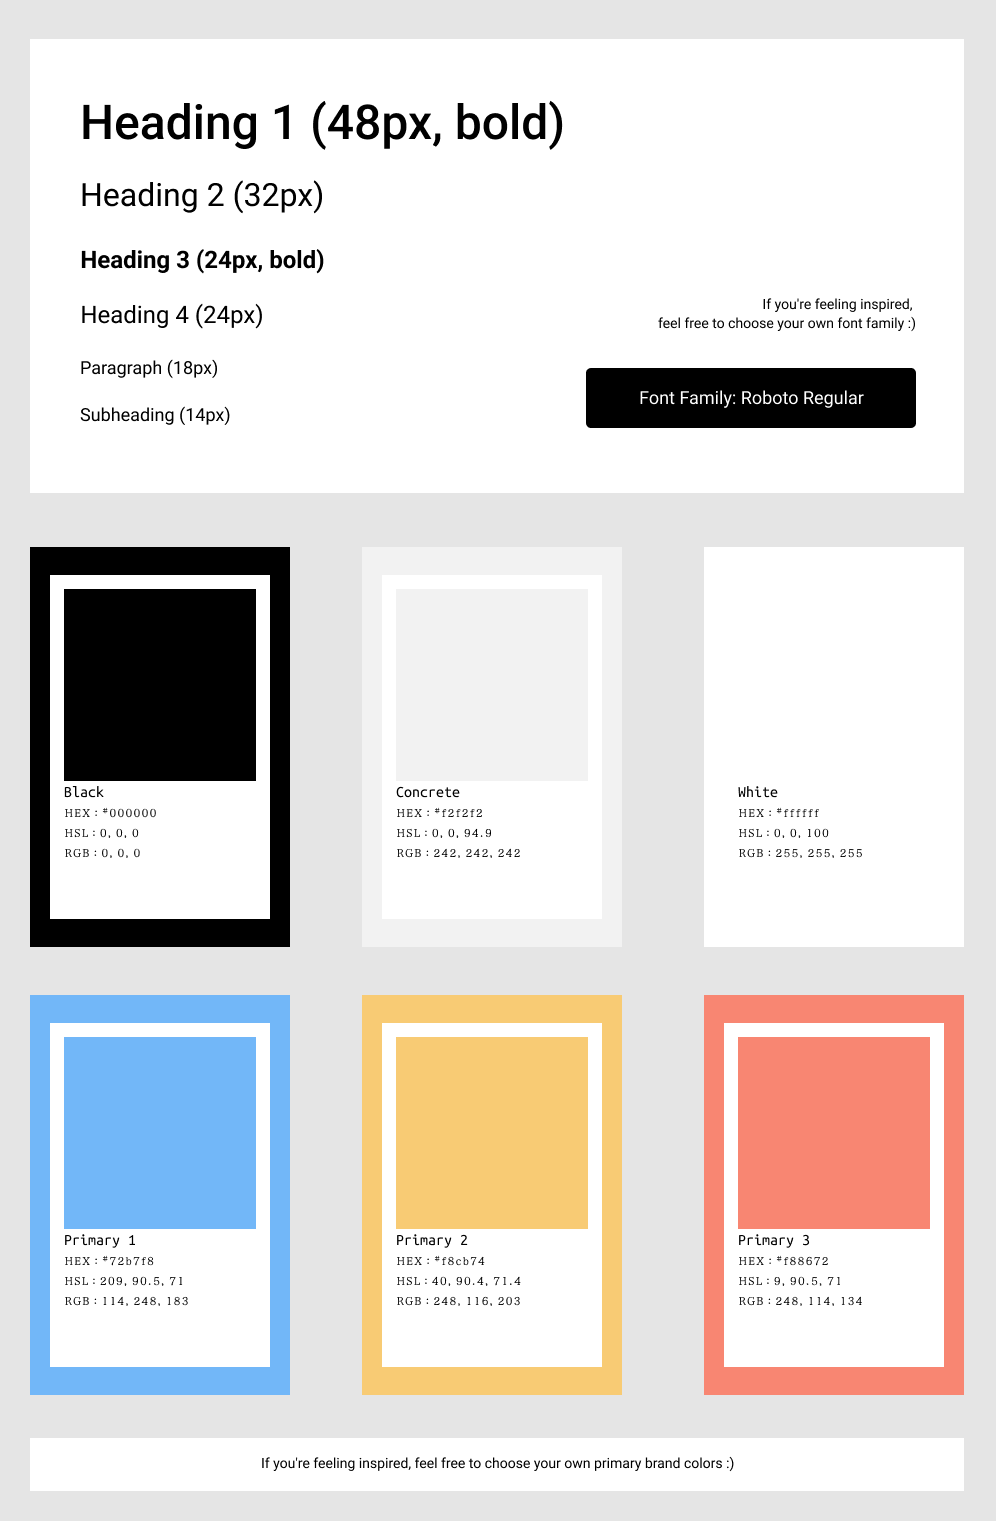 Heading 1 (48px, bold)
Heading 2 (32px)
Heading 3 (24px, bold)
Heading 4 (24px)
If you're feeling inspired,
feel free to choose your own font family :)
Paragraph (18px)
Font Family: Roboto Regular
Subheading (14px)
Black
HEX : #000000
HSL : 0, 0, 0
RGB : 0, 0, 0
Concrete
HEX : #f2f2f2
HSL : 0, 0, 94.9
RGB : 242, 242, 242
White
HEX : #ffffff
HSL : 0, 0, 100
RGB : 255, 255, 255
Primary 1
HEX : #72b7f8
HSL : 209, 90.5, 71
RGB : 114, 248, 183
Primary 2
HEX : #f8cb74
HSL : 40, 90.4, 71.4
RGB : 248, 116, 203
Primary 3
HEX : #f88672
HSL : 9, 90.5, 71
RGB : 248, 114, 134
If you're feeling inspired, feel free to choose your own primary brand colors :)